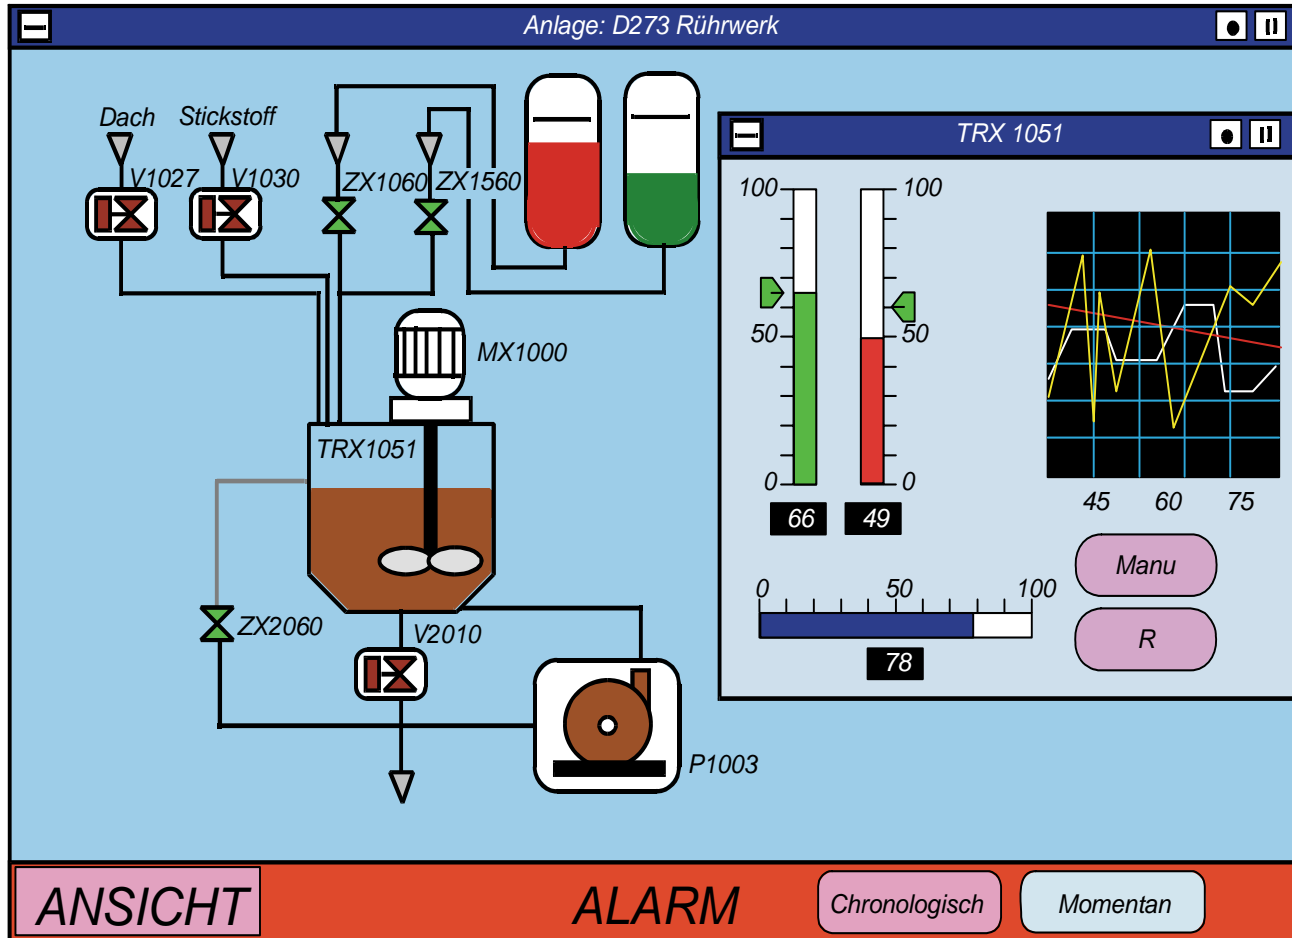 Anlage: D273 Rührwerk
Dach
Stickstoff
V1027
V1030
ZX1060
ZX1560
MX1000
TRX1051
ZX2060
V2010
P1003
TRX 1051
100
100
50
50
0
0
66
49
45 60 75
0 50 100
78
Manu
R
ANSICHT
ALARM
Chronologisch
Momentan